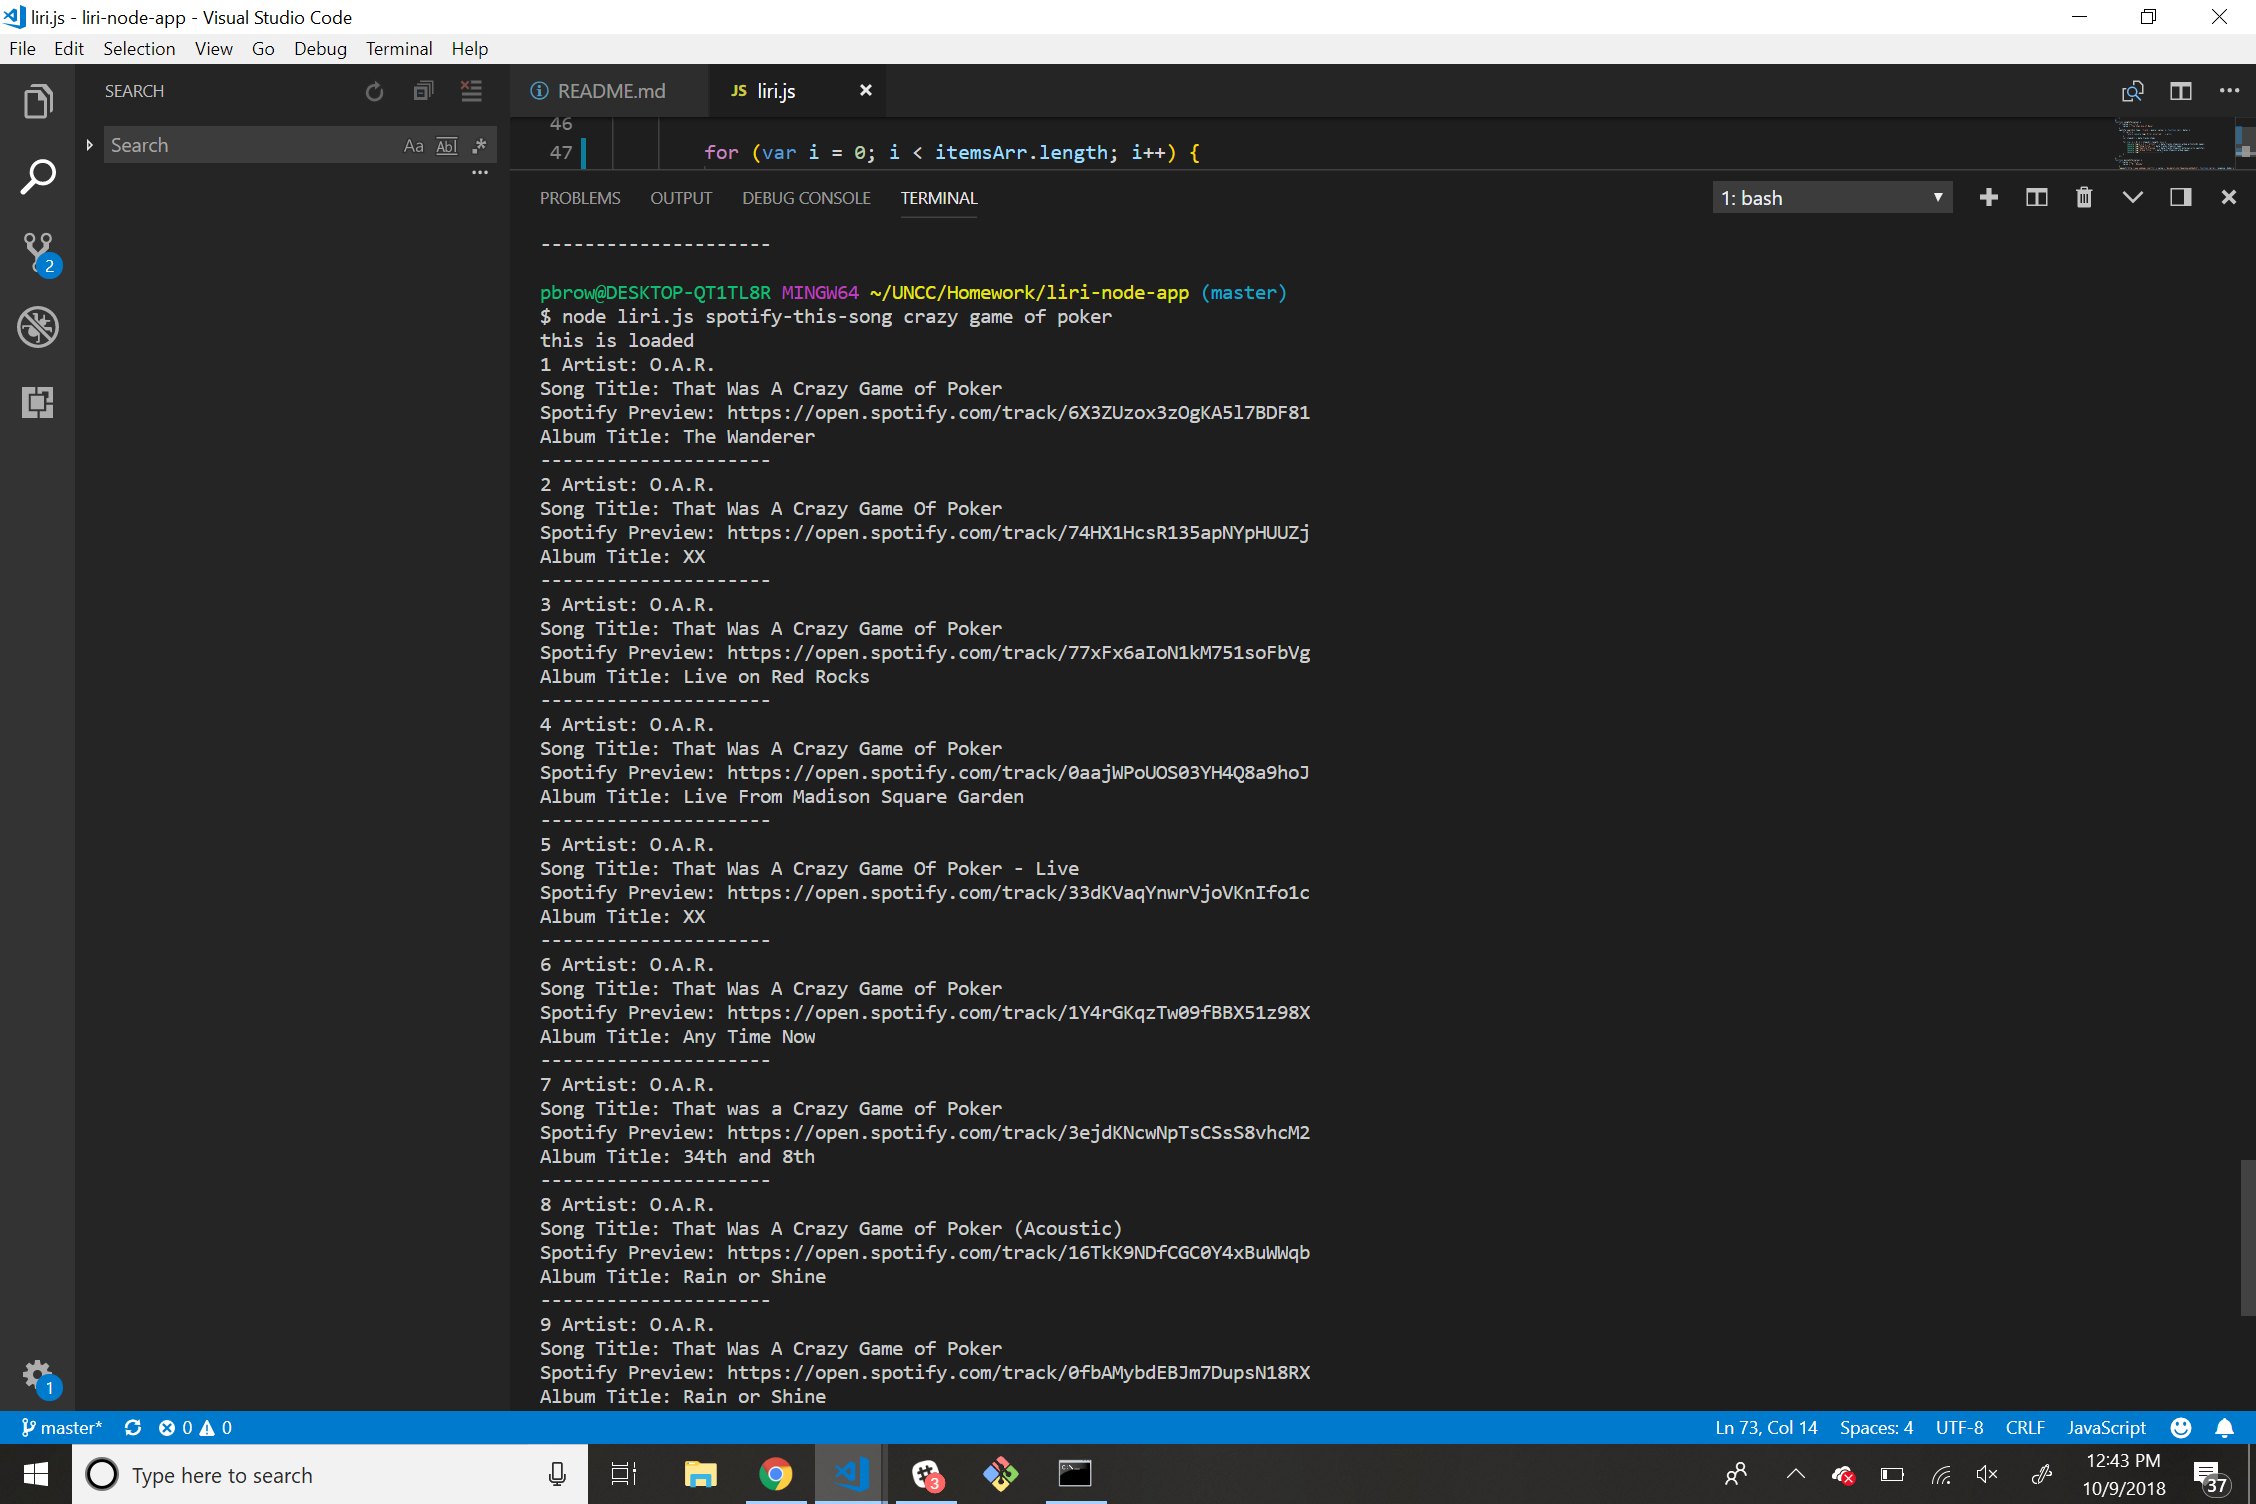 liri.js - liri-node-app - Visual Studio Code
File Edit Selection View Go Debug Terminal Help
SEARCH
README.md
JS liri.js
Search
Aa Abl .*
46
47 for (var i = 0; i < itemsArr.length; i++) {
PROBLEMS OUTPUT DEBUG CONSOLE TERMINAL
1: bash
---------------------
pbrow@DESKTOP-QT1TL8R MINGW64 ~/UNCC/Homework/liri-node-app (master)
$ node liri.js spotify-this-song crazy game of poker
this is loaded
1 Artist: O.A.R.
Song Title: That Was A Crazy Game of Poker
Spotify Preview: https://open.spotify.com/track/6X3ZUzox3zOgKA5l7BDF81
Album Title: The Wanderer
---------------------
2 Artist: O.A.R.
Song Title: That Was A Crazy Game Of Poker
Spotify Preview: https://open.spotify.com/track/74HX1HcsR135apNYpHUUZj
Album Title: XX
---------------------
3 Artist: O.A.R.
Song Title: That Was A Crazy Game of Poker
Spotify Preview: https://open.spotify.com/track/77xFx6aIoN1kM751soFbVg
Album Title: Live on Red Rocks
---------------------
4 Artist: O.A.R.
Song Title: That Was A Crazy Game of Poker
Spotify Preview: https://open.spotify.com/track/0aajWPoUOS03YH4Q8a9hoJ
Album Title: Live From Madison Square Garden
---------------------
5 Artist: O.A.R.
Song Title: That Was A Crazy Game Of Poker - Live
Spotify Preview: https://open.spotify.com/track/33dKVaqYnwrVjoVKnIfo1c
Album Title: XX
---------------------
6 Artist: O.A.R.
Song Title: That Was A Crazy Game of Poker
Spotify Preview: https://open.spotify.com/track/1Y4rGKqzTw09fBBX51z98X
Album Title: Any Time Now
---------------------
7 Artist: O.A.R.
Song Title: That was a Crazy Game of Poker
Spotify Preview: https://open.spotify.com/track/3ejdKNcwNpTsCSsS8vhcM2
Album Title: 34th and 8th
---------------------
8 Artist: O.A.R.
Song Title: That Was A Crazy Game of Poker (Acoustic)
Spotify Preview: https://open.spotify.com/track/16TkK9NDfCGC0Y4xBuWWqb
Album Title: Rain or Shine
---------------------
9 Artist: O.A.R.
Song Title: That Was A Crazy Game of Poker
Spotify Preview: https://open.spotify.com/track/0fbAMybdEBJm7DupsN18RX
Album Title: Rain or Shine
2
1
master* 0 0 Ln 73, Col 14 Spaces: 4 UTF-8 CRLF JavaScript
Type here to search
3
12:43 PM
10/9/2018
37